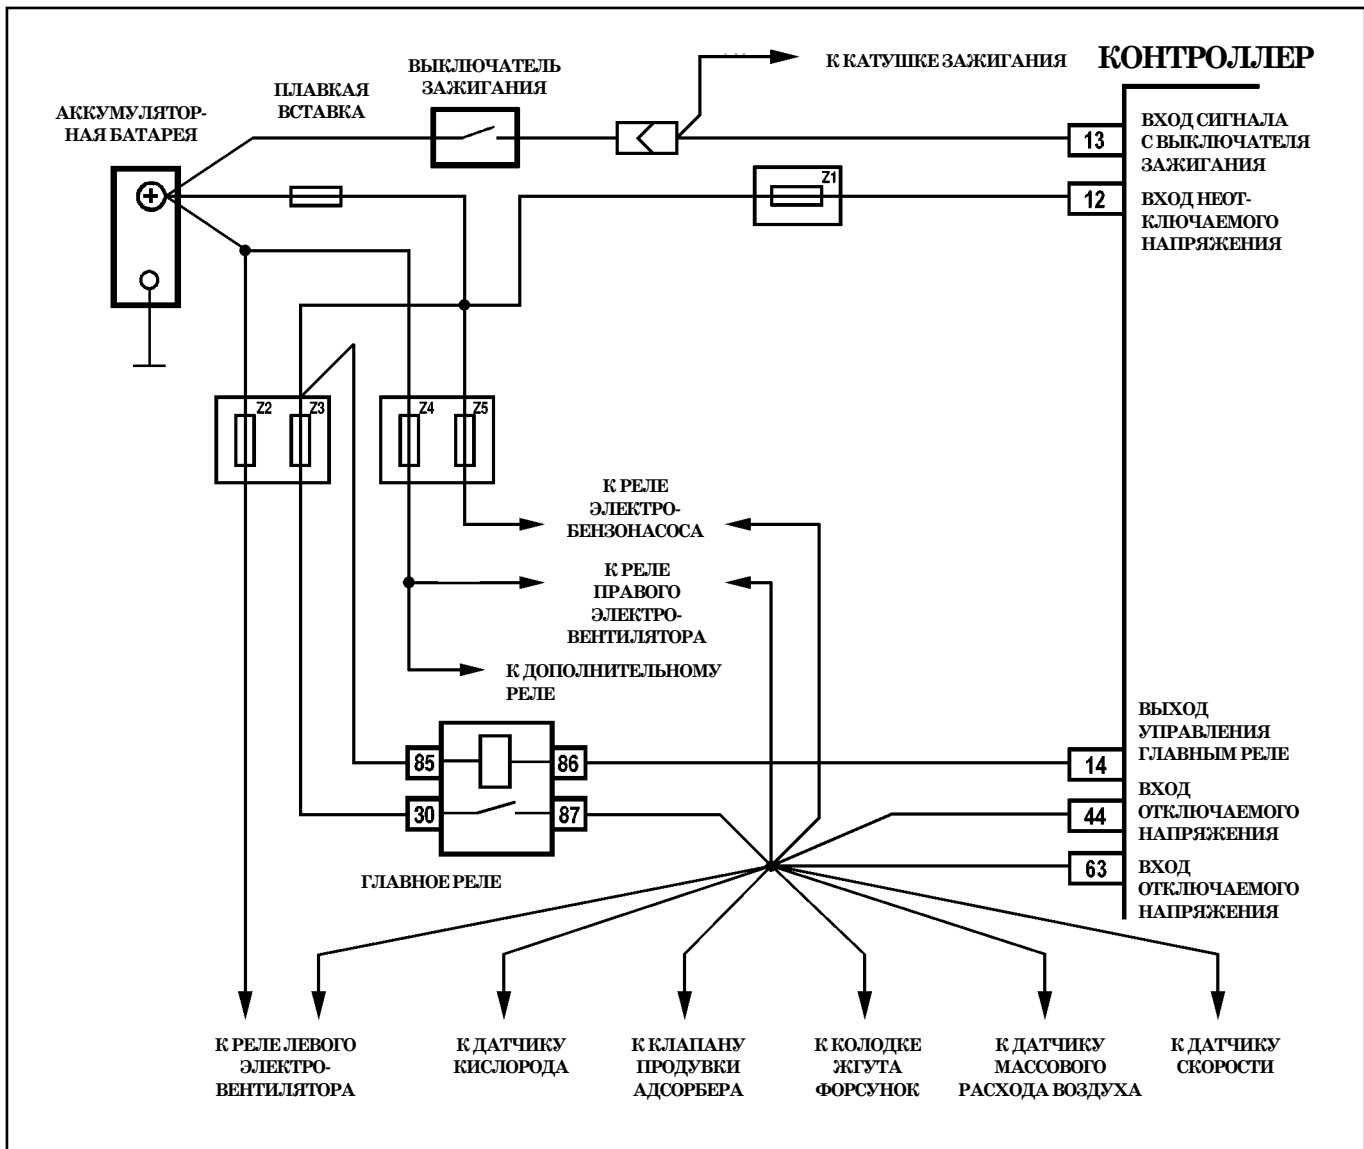 К КАТУШКЕ ЗАЖИГАНИЯ
КОНТРОЛЛЕР
ВЫКЛЮЧАТЕЛЬ
ЗАЖИГАНИЯ
ПЛАВКАЯ
ВСТАВКА
АККУМУЛЯТОР-
НАЯ БАТАРЕЯ
13
ВХОД СИГНАЛА
С ВЫКЛЮЧАТЕЛЯ
ЗАЖИГАНИЯ
Z1
12
ВХОД НЕОТ-
КЛЮЧАЕМОГО
НАПРЯЖЕНИЯ
Z2
Z3
Z4
Z5
К РЕЛЕ
ЭЛЕКТРО-
БЕНЗОНАСОСА
К РЕЛЕ
ПРАВОГО
ЭЛЕКТРО-
ВЕНТИЛЯТОРА
К ДОПОЛНИТЕЛЬНОМУ
РЕЛЕ
85
86
30
87
ГЛАВНОЕ РЕЛЕ
14
ВЫХОД
УПРАВЛЕНИЯ
ГЛАВНЫМ РЕЛЕ
44
ВХОД
ОТКЛЮЧАЕМОГО
НАПРЯЖЕНИЯ
63
ВХОД
ОТКЛЮЧАЕМОГО
НАПРЯЖЕНИЯ
К РЕЛЕ ЛЕВОГО
ЭЛЕКТРО-
ВЕНТИЛЯТОРА
К ДАТЧИКУ
КИСЛОРОДА
К КЛАПАНУ
ПРОДУВКИ
АДСОРБЕРА
К КОЛОДКЕ
ЖГУТА
ФОРСУНОК
К ДАТЧИКУ
МАССОВОГО
РАСХОДА ВОЗДУХА
К ДАТЧИКУ
СКОРОСТИ